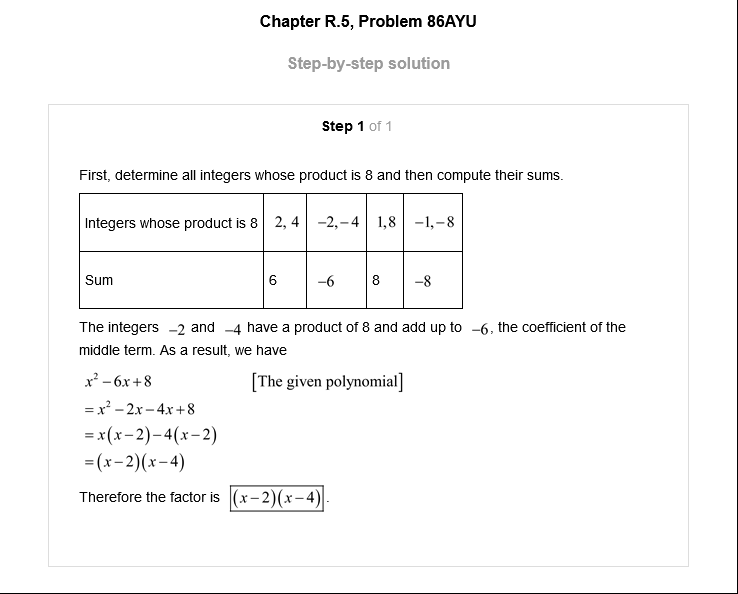 Chapter R.5, Problem 86AYU
Step-by-step solution
Step 1 of 1
First, determine all integers whose product is 8 and then compute their sums.
Integers whose product is 8 2, 4 −2,−4 1,8 −1,−8
Sum 6 −6 8 −8
The integers −2 and −4 have a product of 8 and add up to −6, the coefficient of the
middle term. As a result, we have
x² − 6x + 8 [The given polynomial]
= x² − 2x − 4x + 8
= x(x − 2) − 4(x − 2)
= (x − 2)(x − 4)
Therefore the factor is (x − 2)(x − 4).